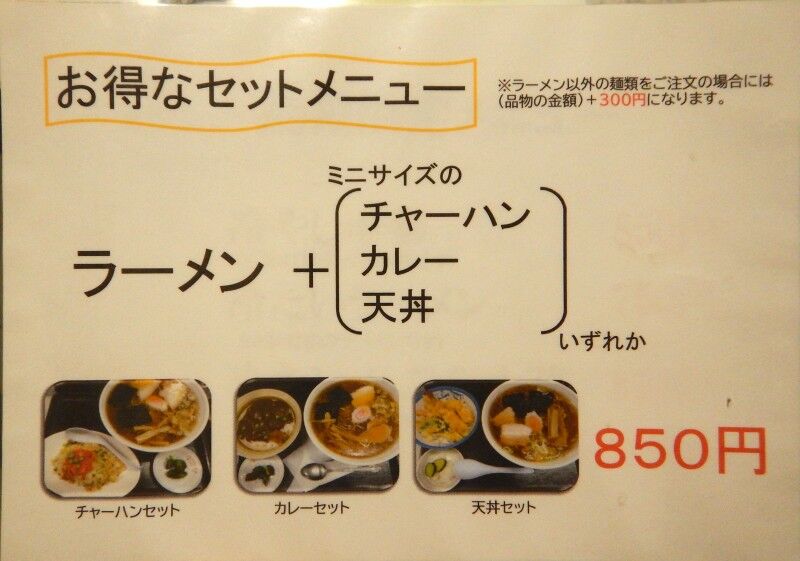 お得なセットメニュー
※ラーメン以外の麺類をご注文の場合には
(品物の金額)+300円になります。
ミニサイズの
ラーメン +
チャーハン
カレー
天丼
いずれか
チャーハンセット
カレーセット
天丼セット
850円